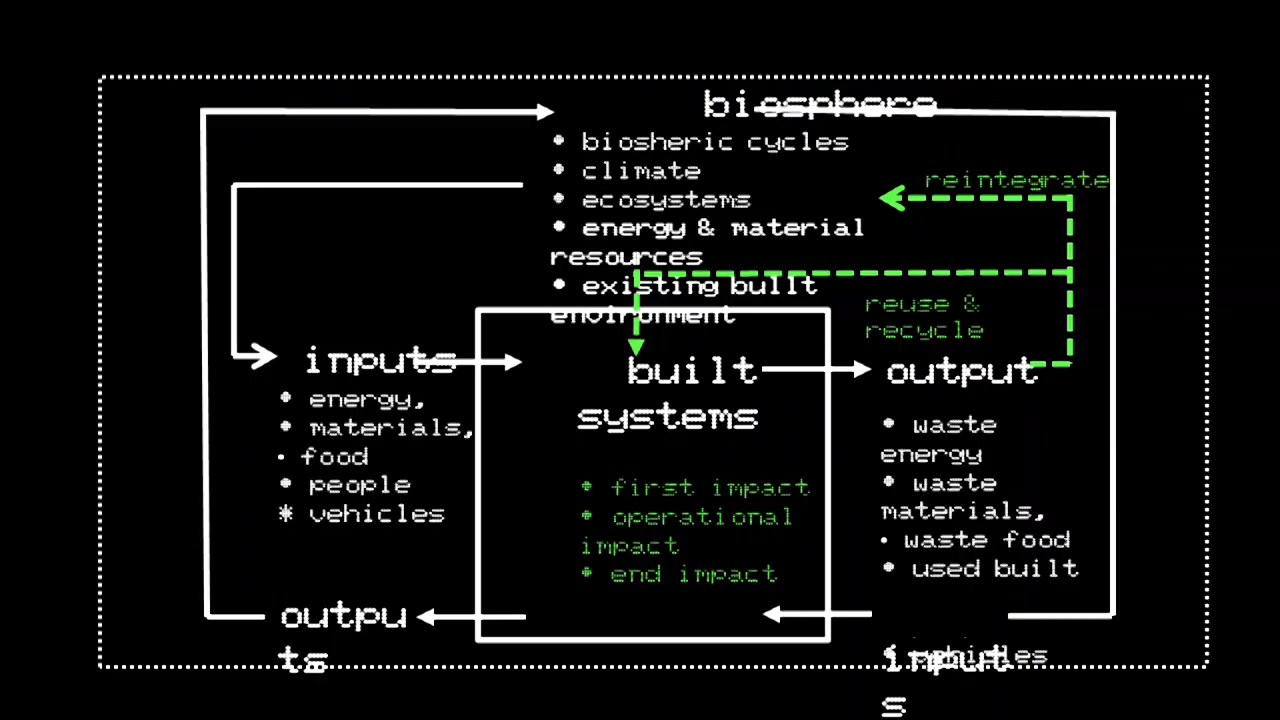 biosphere
• biosheric cycles
• climate
• ecosystems
• energy & material
resources
• existing built
environment
reintegrate
reuse &
recycle
inputs
• energy,
• materials,
• food
• people
* vehicles
built
systems
• first impact
• operational
impact
• end impact
output
• waste
energy
• waste
materials,
• waste food
• used built
outpu
ts
• vehicles
input
s